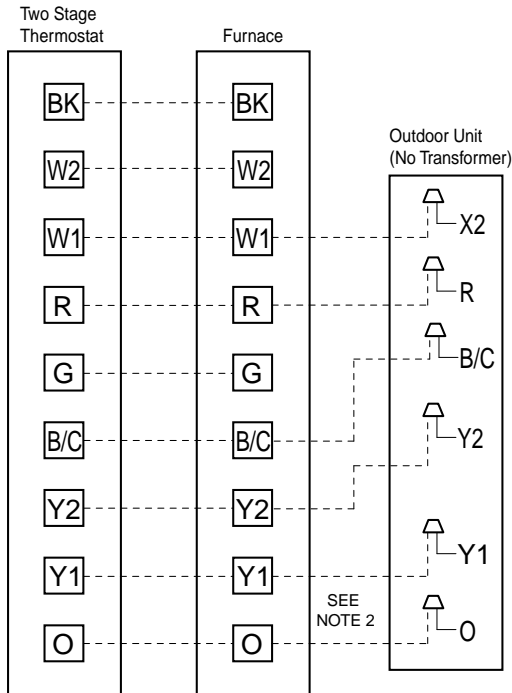 Two Stage
Thermostat
Furnace
Outdoor Unit
(No Transformer)
BK
BK
W2
W2
W1
W1
X2
R
R
R
G
G
B/C
B/C
B/C
Y2
Y2
Y2
Y1
Y1
Y1
SEE
NOTE 2
O
O
O